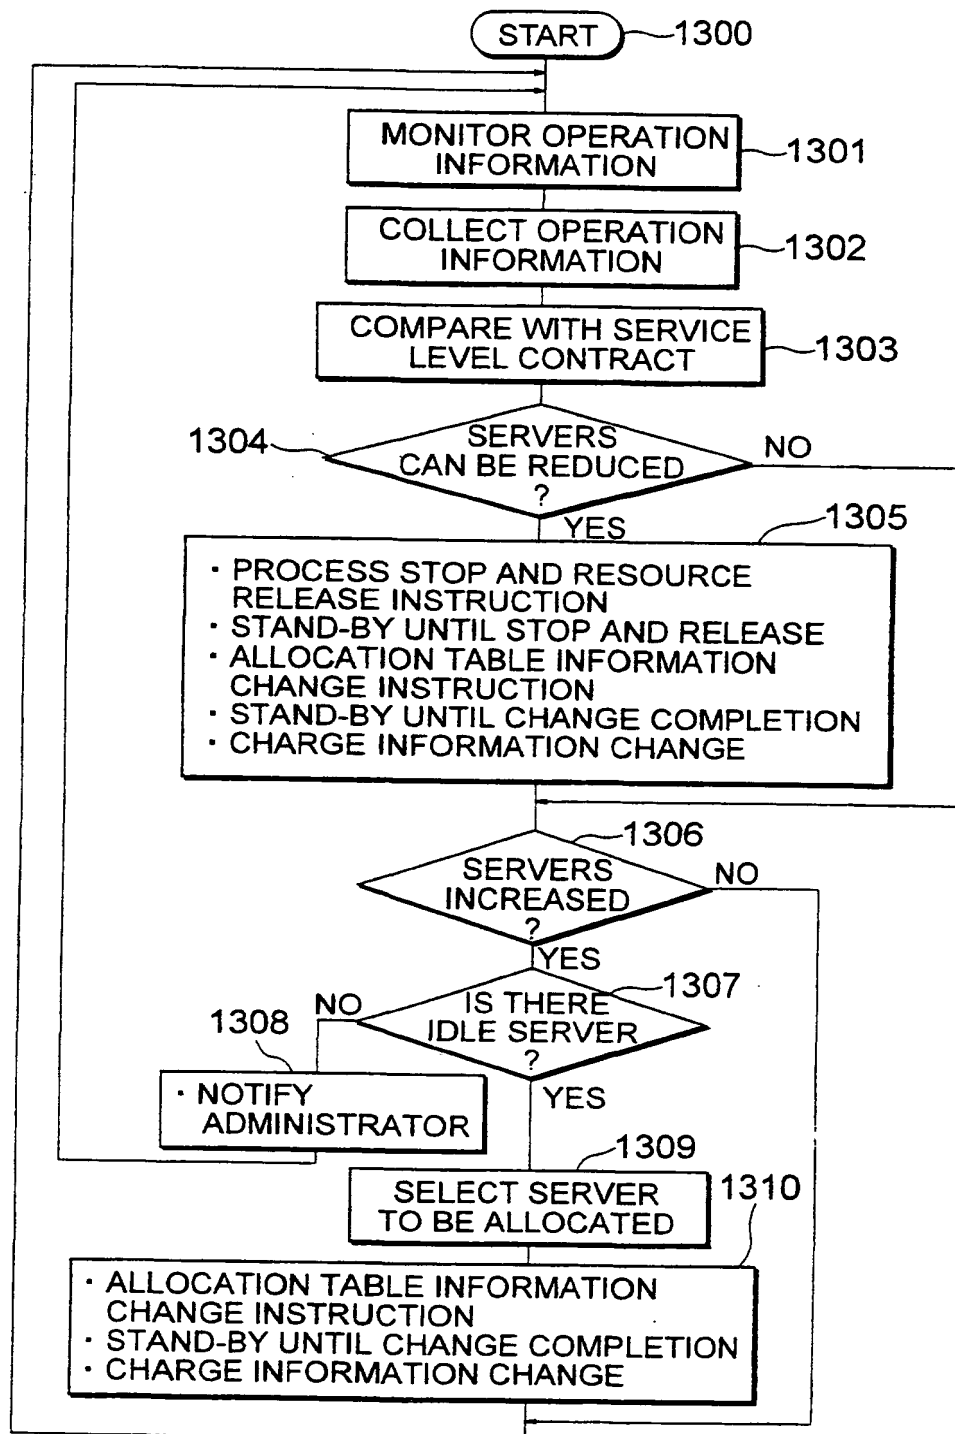 START
1300
MONITOR OPERATION
INFORMATION
1301
COLLECT OPERATION
INFORMATION
1302
COMPARE WITH SERVICE
LEVEL CONTRACT
1303
1304
SERVERS
CAN BE REDUCED
?
NO
YES
1305
· PROCESS STOP AND RESOURCE
RELEASE INSTRUCTION
· STAND-BY UNTIL STOP AND RELEASE
· ALLOCATION TABLE INFORMATION
CHANGE INSTRUCTION
· STAND-BY UNTIL CHANGE COMPLETION
· CHARGE INFORMATION CHANGE
1306
SERVERS
INCREASED
?
NO
YES
1307
IS THERE
IDLE SERVER
?
NO
YES
1308
· NOTIFY
ADMINISTRATOR
1309
SELECT SERVER
TO BE ALLOCATED
1310
· ALLOCATION TABLE INFORMATION
CHANGE INSTRUCTION
· STAND-BY UNTIL CHANGE COMPLETION
· CHARGE INFORMATION CHANGE